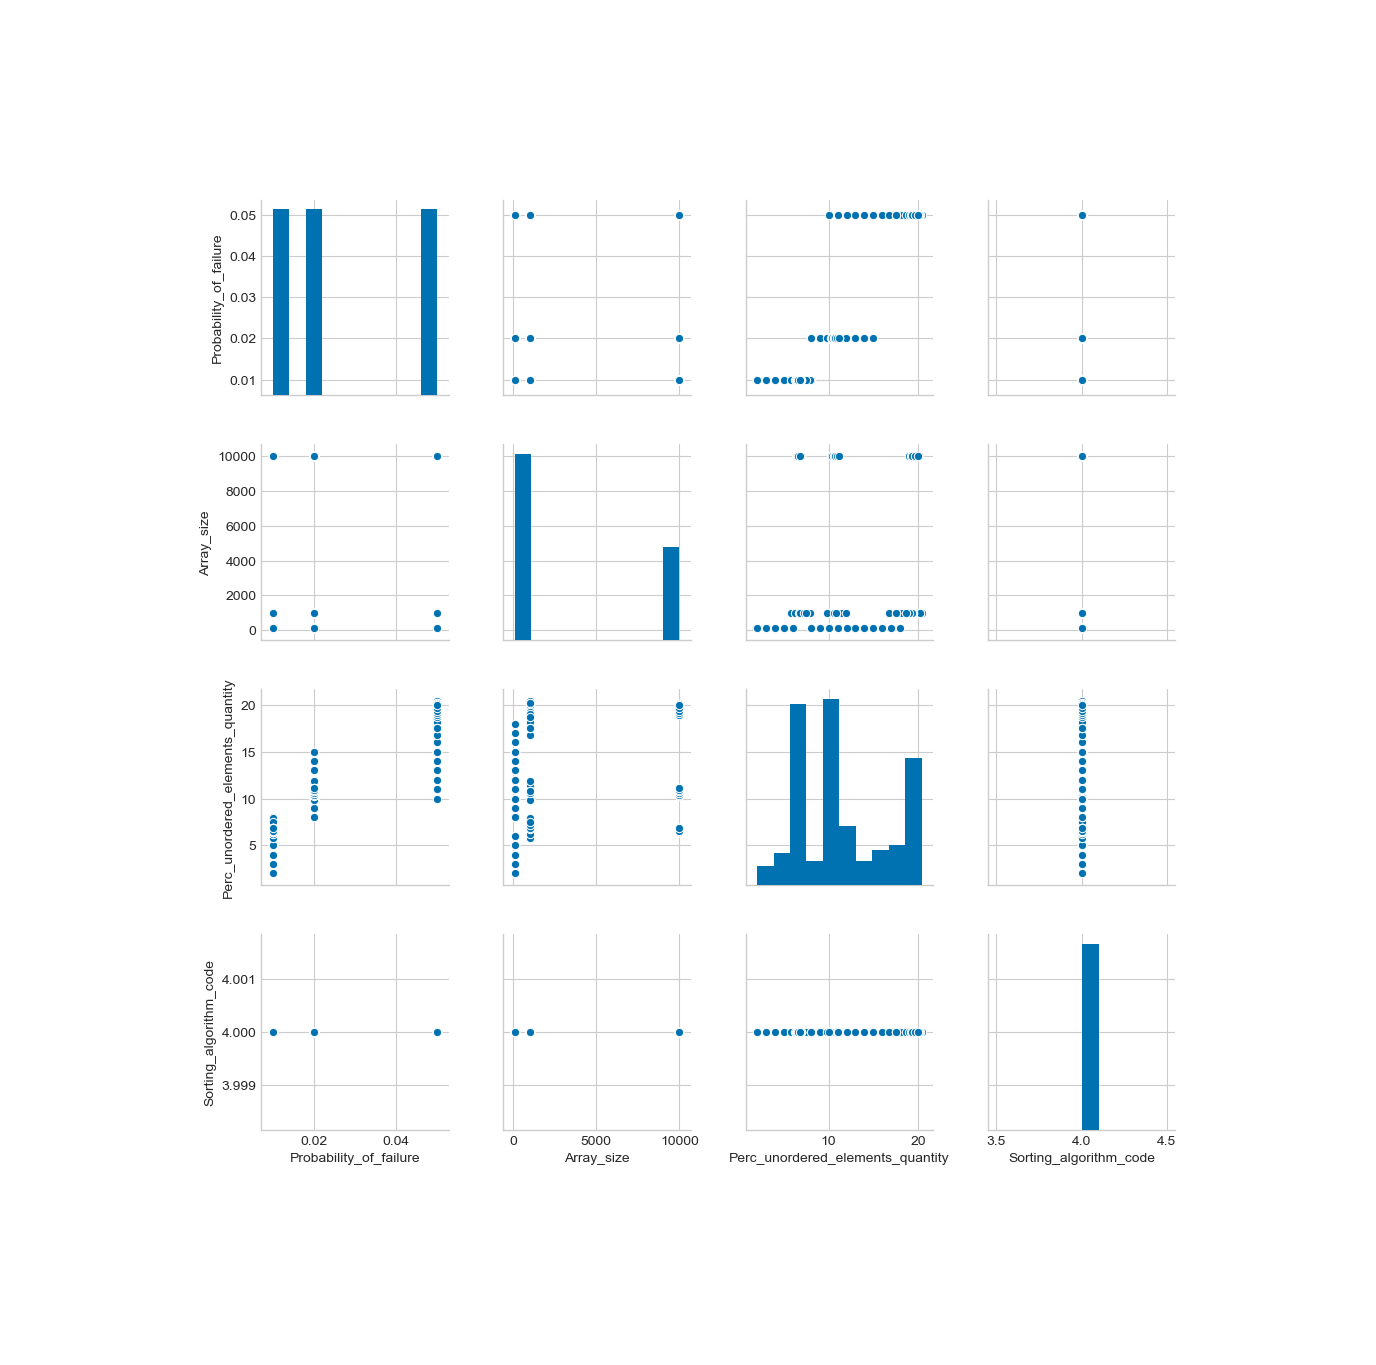 0.05
0.04
0.03
0.02
0.01
Probability_of_failure
10000
8000
6000
4000
2000
0
Array_size
20
15
10
5
Perc_unordered_elements_quantity
4.001
4.000
3.999
Sorting_algorithm_code
0.02 0.04
Probability_of_failure
0 5000 10000
Array_size
10 20
Perc_unordered_elements_quantity
3.5 4.0 4.5
Sorting_algorithm_code